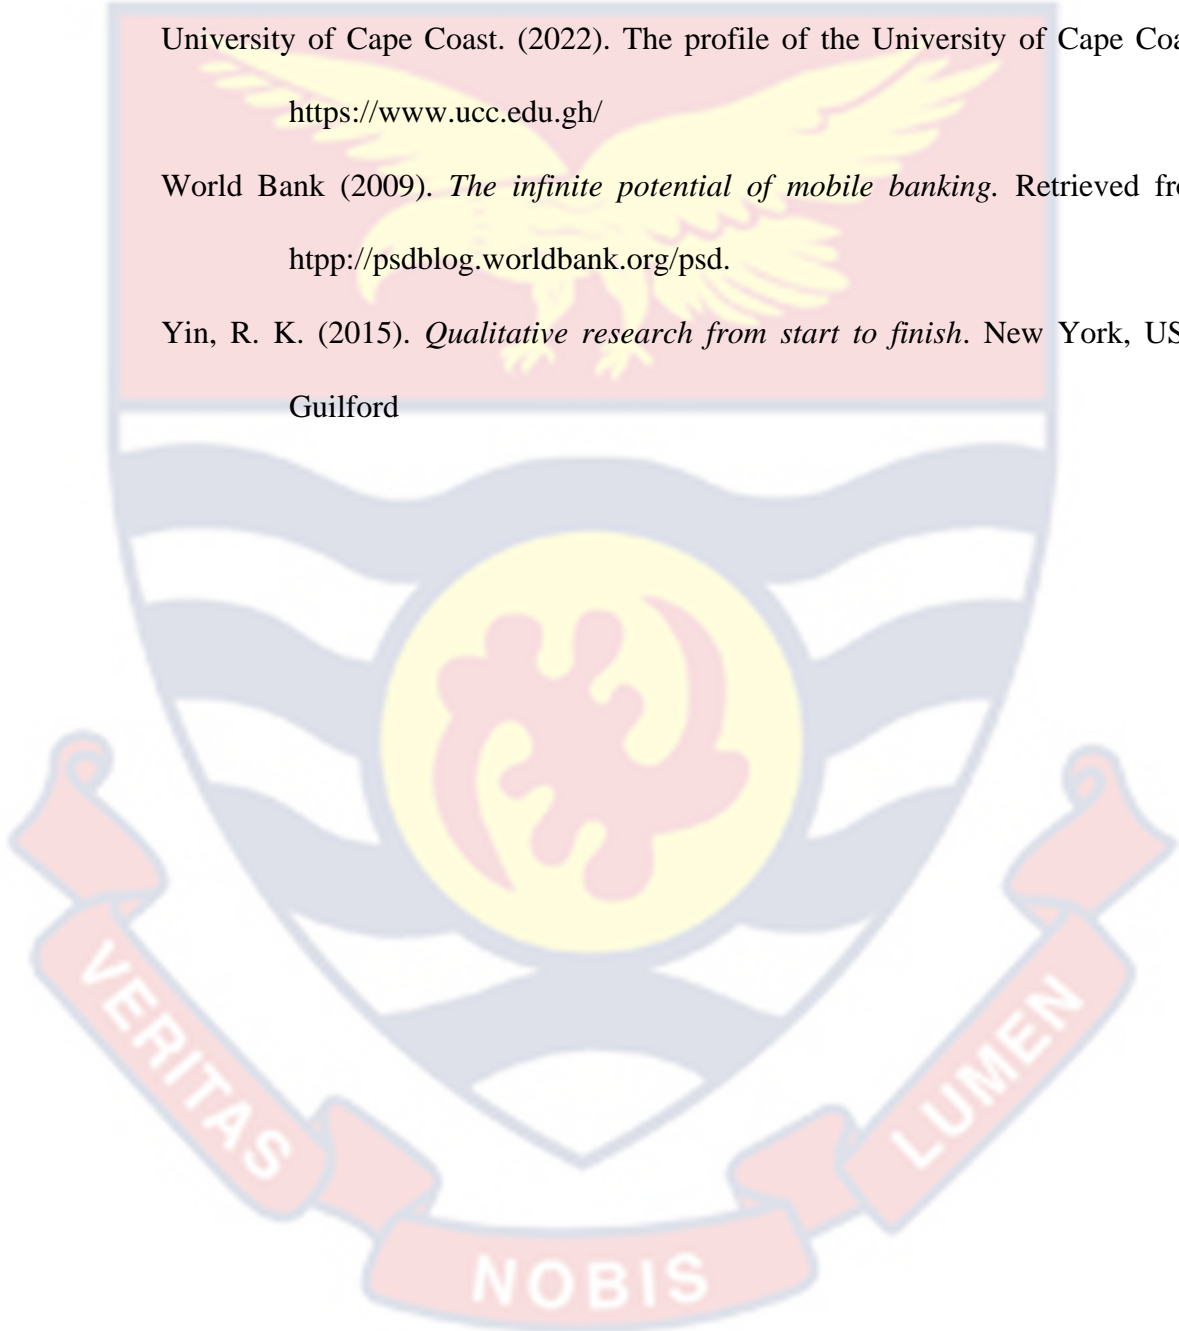 University of Cape Coast. (2022). The profile of the University of Cape Coa
https://www.ucc.edu.gh/
World Bank (2009). The infinite potential of mobile banking. Retrieved fro
htpp://psdblog.worldbank.org/psd.
Yin, R. K. (2015). Qualitative research from start to finish. New York, US
Guilford
VERITAS
NOBIS
LUMEN